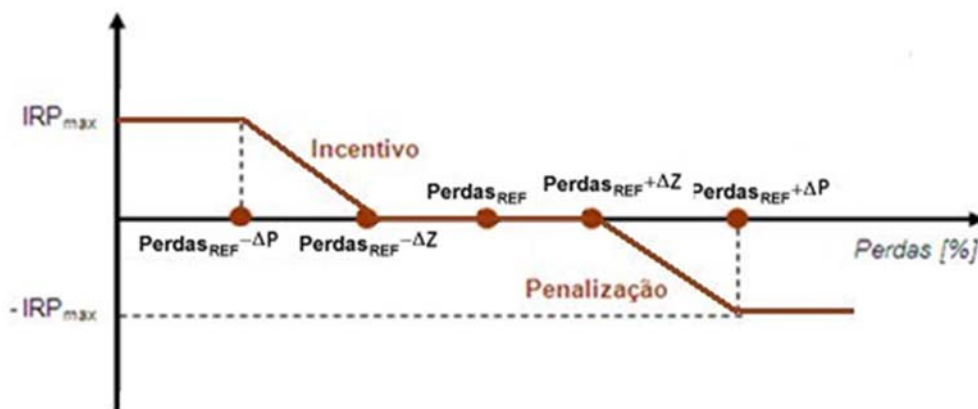 IRPmax
Incentivo
PerdasREF
PerdasREF+ΔZ
PerdasREF+ΔP
PerdasREF-ΔP
PerdasREF-ΔZ
Perdas [%]
Penalização
- IRPmax